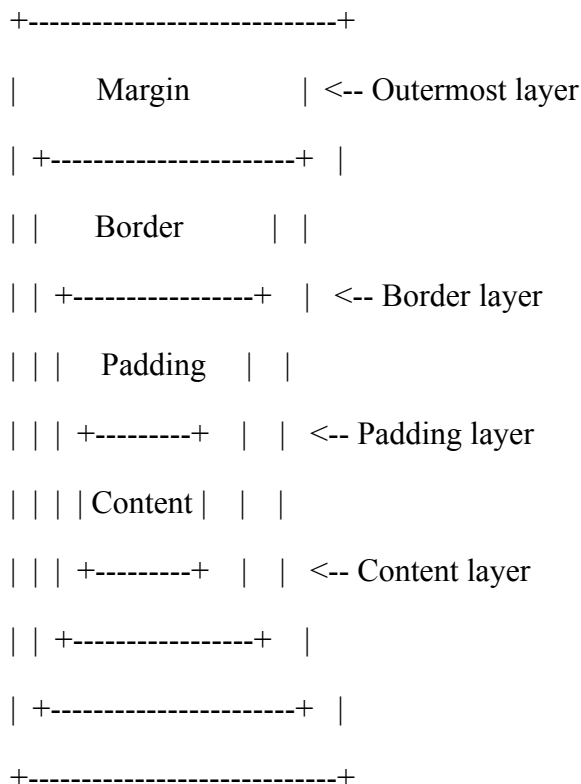 +-----------------------------+
|          Margin              | <-- Outermost layer
| +-----------------------+   |
| |       Border           |   |
| | +-----------------+   |  <-- Border layer
| | |    Padding     |   |
| | | +---------+   |   |  <-- Padding layer
| | | | Content |   |   |
| | | +---------+   |   |  <-- Content layer
| | +-----------------+   |
| +-----------------------+   |
+-----------------------------+